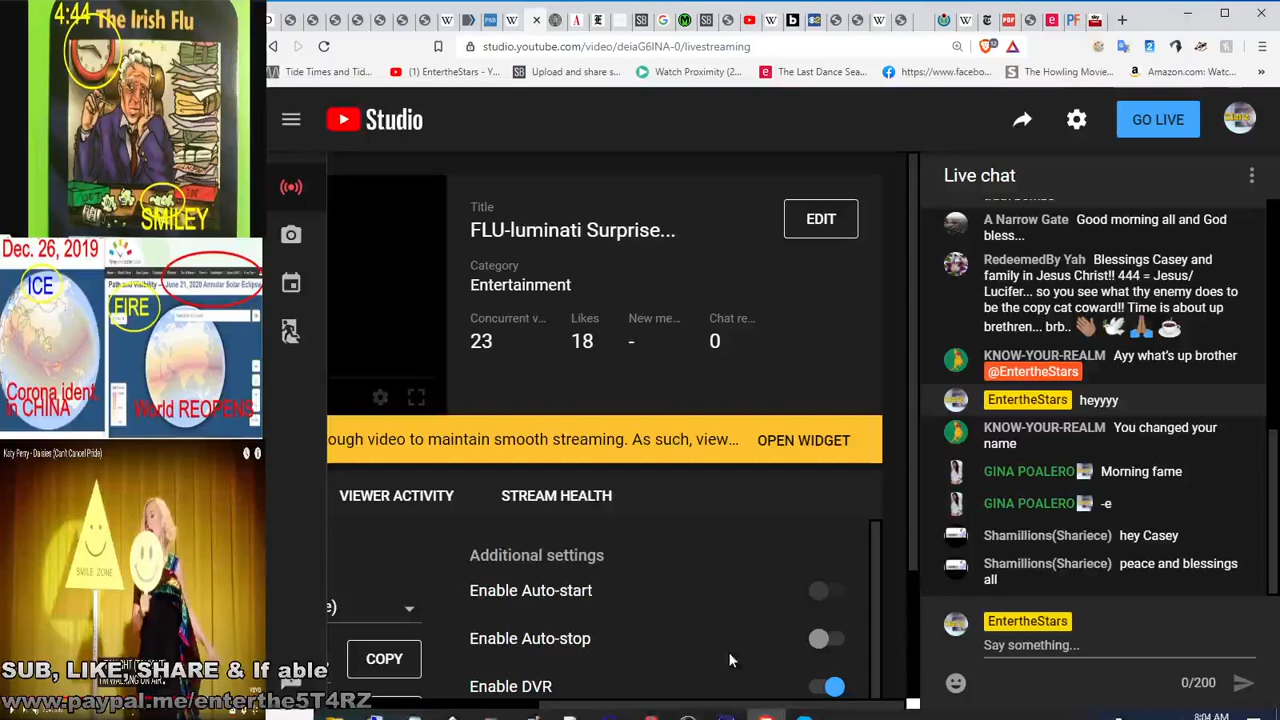 4:44 The Irish Flu
SMILEY
Dec. 26, 2019
ICE
Path and Visibility – June 21, 2020 Annular Solar Eclipse
FIRE
Corona ident.
in CHINA
World REOPENS
Katy Perry - Daisies (Can't Cancel Pride)
SMILE ZONE
SUB, LIKE, SHARE & If able
www.paypal.me/enterthe5T4RZ
studio.youtube.com/video/deiaG6INA-0/livestreaming
Tide Times and Tid...
(1) EntertheStars - Y...
Upload and share s...
Watch Proximity (2...
The Last Dance Sea...
https://www.facebo...
The Howling Movie...
Amazon.com: Watc...
Studio
GO LIVE
Title
FLU-luminati Surprise...
EDIT
Category
Entertainment
Concurrent v... Likes New me... Chat re...
23 18 - 0
ough video to maintain smooth streaming. As such, view... OPEN WIDGET
VIEWER ACTIVITY STREAM HEALTH
Additional settings
Enable Auto-start
e)
Enable Auto-stop
COPY
Enable DVR
Live chat
A Narrow Gate Good morning all and God
bless...
RedeemedBy Yah Blessings Casey and
family in Jesus Christ!! 444 = Jesus/
Lucifer... so you see what thy enemy does to
be the copy cat coward!! Time is about up
brethren... brb..
KNOW-YOUR-REALM Ayy what's up brother
@EntertheStars
EntertheStars heyyyy
KNOW-YOUR-REALM You changed your
name
GINA POALERO Morning fame
GINA POALERO -e
Shamillions(Shariece) hey Casey
Shamillions(Shariece) peace and blessings
all
EntertheStars
Say something...
0/200
8:04 AM